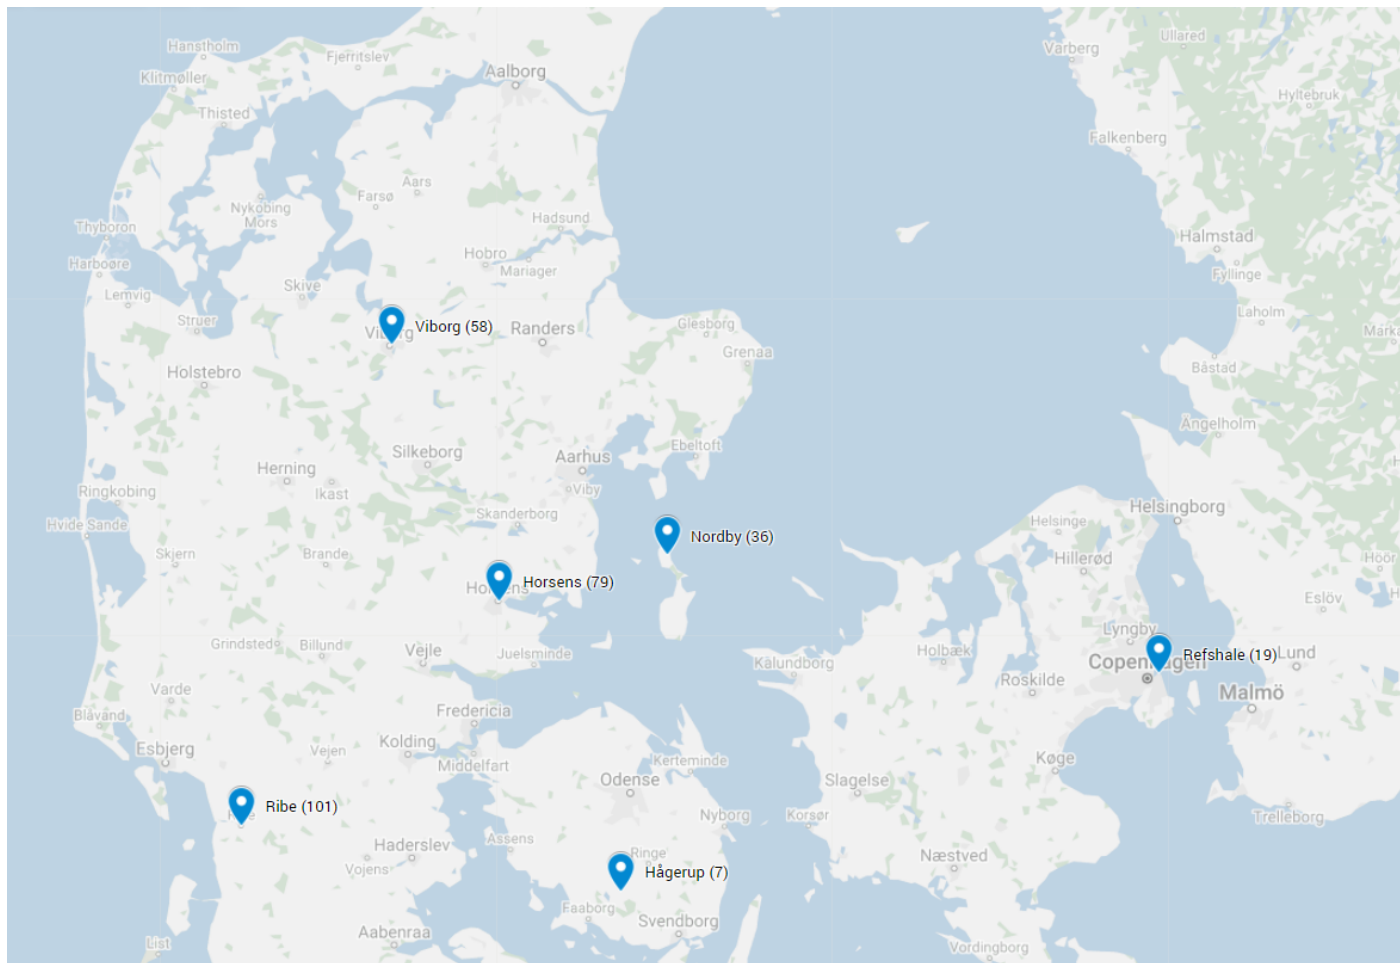 Hanstholm
Fjerritslev
Klitmøller
Aalborg
Thisted
Varberg
Ullared
Hyltebruk
Falkenberg
Aars
Farsø
Nykøbing
Mors
Hadsund
Thyborøn
Hobro
Mariager
Harboøre
Lemvig
Skive
Halmstad
Fyllinge
Laholm
Struer
Viborg (58)
Randers
Glesborg
Grenaa
Holstebro
Båstad
Ängelholm
Silkeborg
Aarhus
Ebeltoft
Herning
Ikast
Viby
Ringkobing
Hvide Sande
Skanderborg
Nordby (36)
Helsinge
Helsingborg
Hillerød
Skjern
Brande
Horsens (79)
Höör
Eslöv
Grindsted
Billund
Vejle
Juelsminde
Kalundborg
Holbæk
Lyngby
Copenhagen
Refshale (19)
Lund
Roskilde
Malmö
Varde
Blåvand
Fredericia
Esbjerg
Vejen
Kolding
Middelfart
Kerteminde
Odense
Slagelse
Køge
Ribe (101)
Nyborg
Korsør
Trelleborg
Haderslev
Vojens
Assens
Ringe
Hågerup (7)
Næstved
Faaborg
Svendborg
Aabenraa
List
Vordingborg